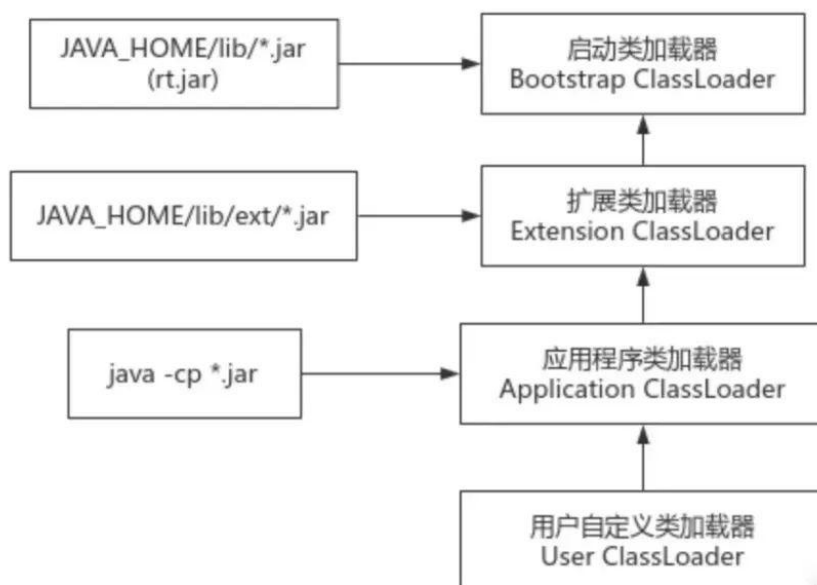 JAVA_HOME/lib/*.jar
(rt.jar)
启动类加载器
Bootstrap ClassLoader
JAVA_HOME/lib/ext/*.jar
扩展类加载器
Extension ClassLoader
java -cp *.jar
应用程序类加载器
Application ClassLoader
用户自定义类加载器
User ClassLoader